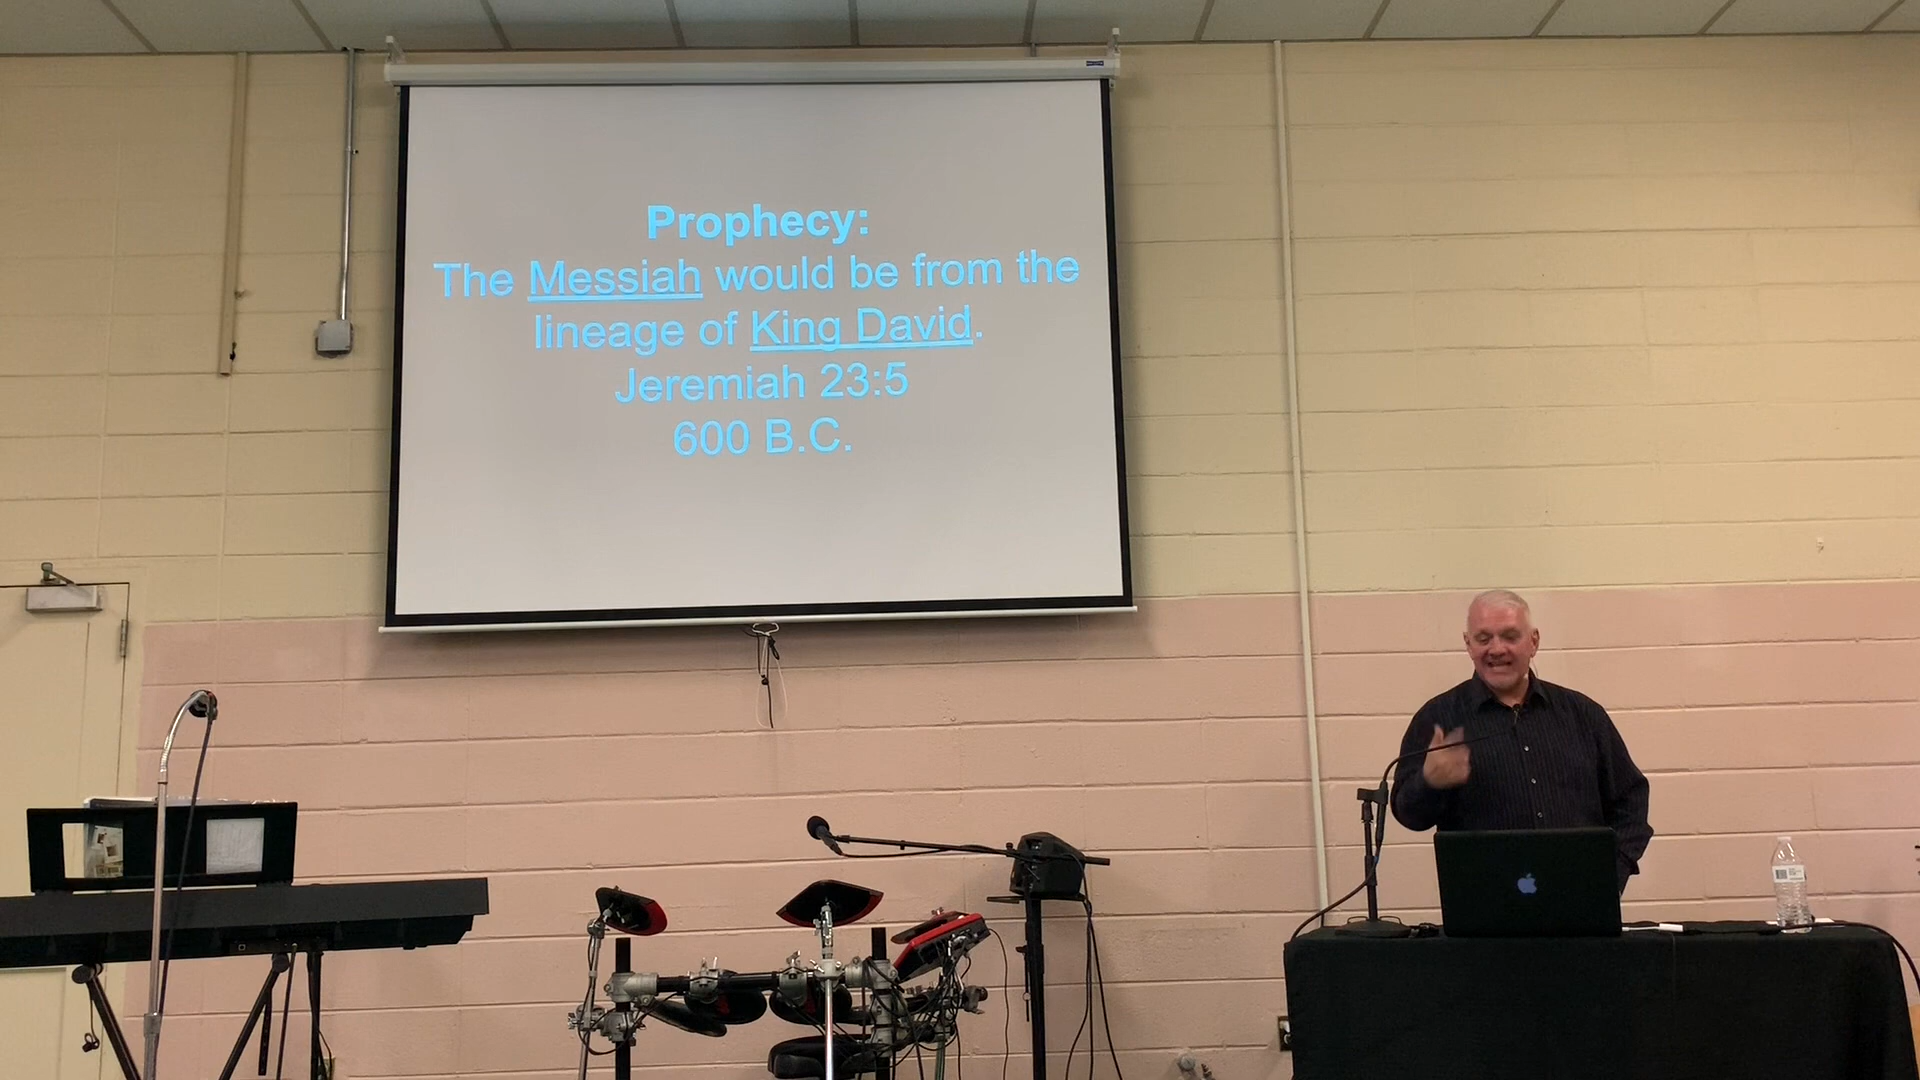 Prophecy:
The Messiah would be from the
lineage of King David.
Jeremiah 23:5
600 B.C.